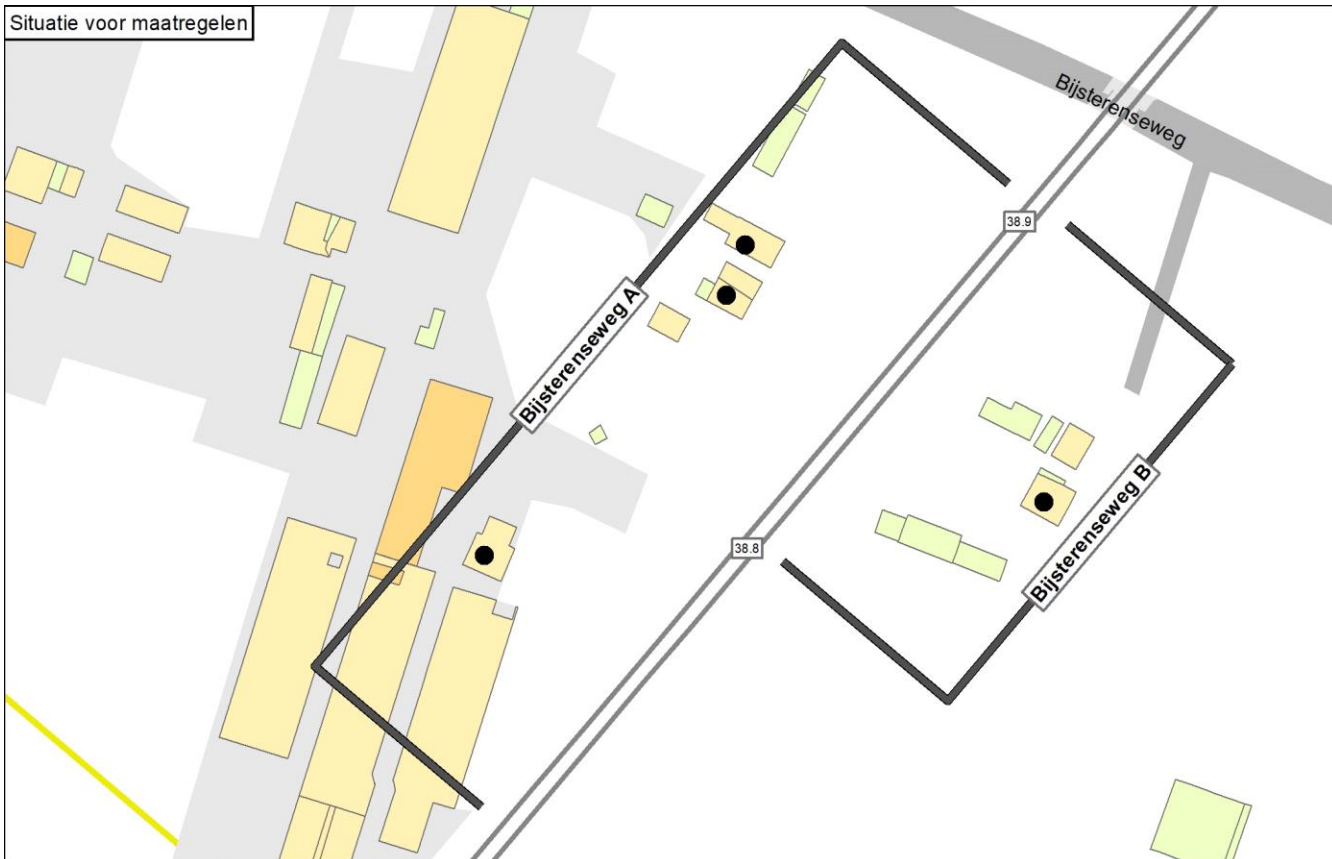 Situatie voor maatregelen
Bijsterenseweg
38.9
Bijsterenseweg A
Bijsterenseweg B
38.8